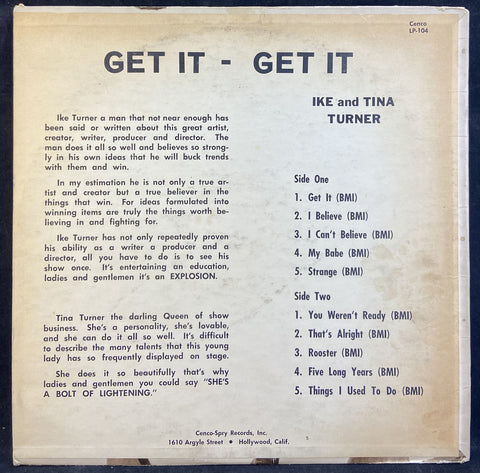 Cenco
LP-104
GET IT - GET IT
Ike Turner a man that not near enough has
been said or written about this great artist,
creator, writer, producer and director. The
man does it all so well and believes so strong-
ly in his own ideas that he will buck trends
with them and win.
In my estimation he is not only a true ar-
tist and creator but a true believer in the
things that win. For ideas formulated into
winning items are truly the things worth be-
lieving in and fighting for.
Ike Turner has not only repeatedly proven
his ability as a writer a producer and a
director, all you have to do is to see his
show once. It's entertaining an education,
ladies and gentlemen it's an EXPLOSION.
Tina Turner the darling Queen of show
business. She's a personality, she's lovable,
and she can do it all so well. It's difficult
to describe the many talents that this young
lady has so frequently displayed on stage.
She does it so beautifully that's why
ladies and gentlemen you could say "SHE'S
A BOLT OF LIGHTENING."
IKE and TINA
TURNER
Side One
1. Get It (BMI)
2. I Believe (BMI)
3. I Can't Believe (BMI)
4. My Babe (BMI)
5. Strange (BMI)
Side Two
1. You Weren't Ready (BMI)
2. That's Alright (BMI)
3. Rooster (BMI)
4. Five Long Years (BMI)
5. Things I Used To Do (BMI)
Cenco-Spry Records, Inc.
1610 Argyle Street • Hollywood, Calif.